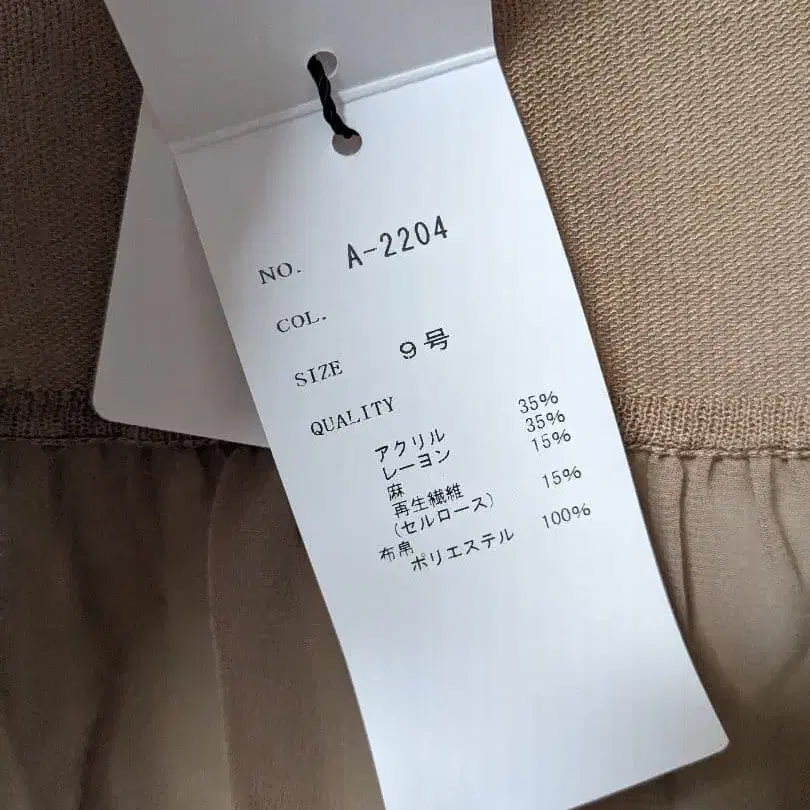 NO. A-2204
COL.
SIZE 9号
QUALITY
アクリル 35%
レーヨン 35%
麻 15%
再生繊維
(セルロース) 15%
布帛
ポリエステル 100%